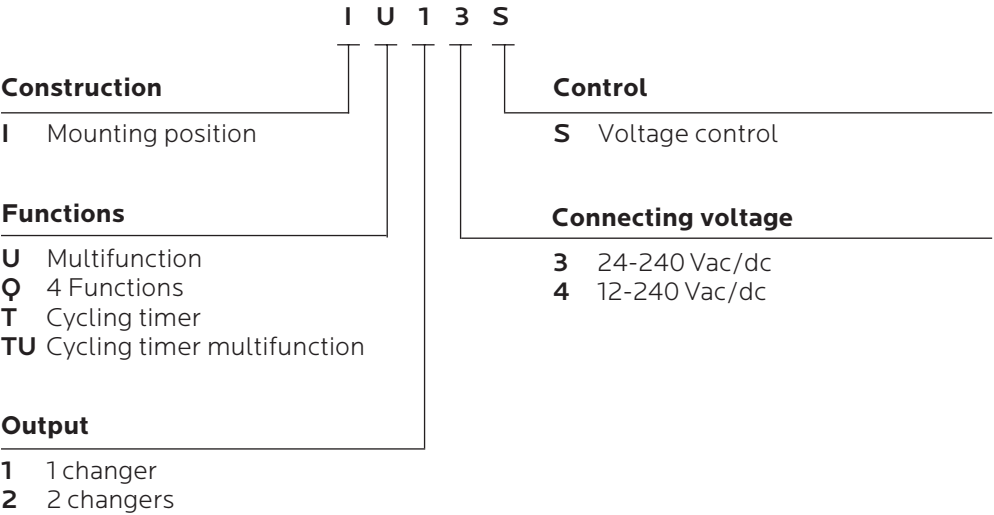 I U 1 3 S
Construction
I Mounting position
Functions
U Multifunction
Q 4 Functions
T Cycling timer
TU Cycling timer multifunction
Output
1 1 changer
2 2 changers
Control
S Voltage control
Connecting voltage
3 24-240 Vac/dc
4 12-240 Vac/dc